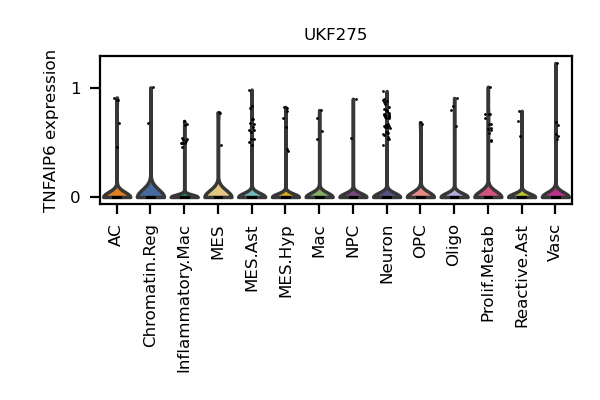 UKF275
TNFAIP6 expression
1
0
AC
Chromatin.Reg
Inflammatory.Mac
MES
MES.Ast
MES.Hyp
Mac
NPC
Neuron
OPC
Oligo
Prolif.Metab
Reactive.Ast
Vasc